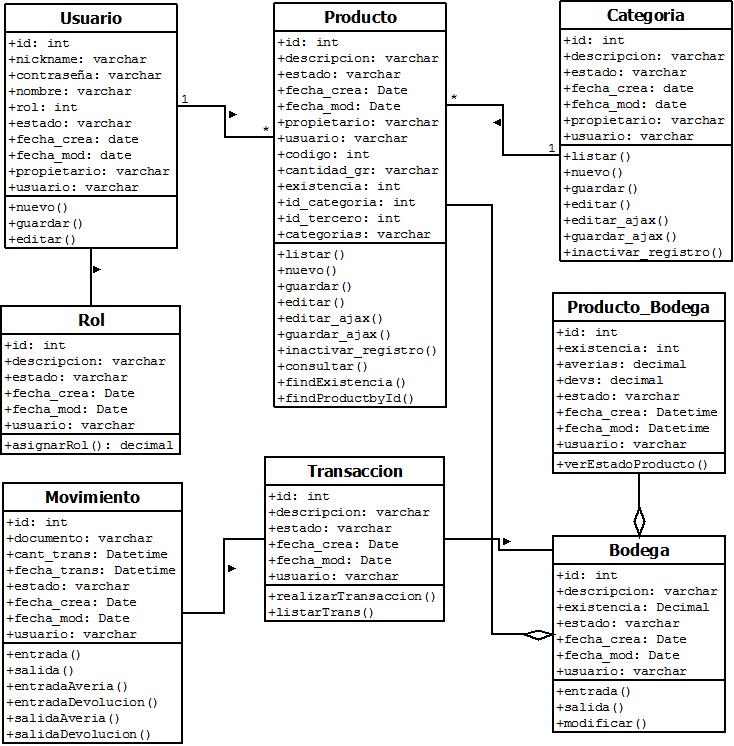 Usuario
+id: int
+nickname: varchar
+contraseña: varchar
+nombre: varchar
+rol: int
+estado: varchar
+fecha_crea: date
+fecha_mod: date
+propietario: varchar
+usuario: varchar
+nuevo()
+guardar()
+editar()
1
*
Producto
+id: int
+descripcion: varchar
+estado: varchar
+fecha_crea: Date
+fecha_mod: Date
+propietario: varchar
+usuario: varchar
+codigo: int
+cantidad_gr: varchar
+existencia: int
+id_categoria: int
+id_tercero: int
+categorias: varchar
+listar()
+nuevo()
+guardar()
+editar()
+editar_ajax()
+guardar_ajax()
+inactivar_registro()
+consultar()
+findExistencia()
+findProductbyId()
*
1
Categoria
+id: int
+descripcion: varchar
+estado: varchar
+fecha_crea: date
+fehca_mod: date
+propietario: varchar
+usuario: varchar
+listar()
+nuevo()
+guardar()
+editar()
+editar_ajax()
+guardar_ajax()
+inactivar_registro()
Rol
+id: int
+descripcion: varchar
+estado: varchar
+fecha_crea: Date
+fecha_mod: Date
+usuario: varchar
+asignarRol(): decimal
Producto_Bodega
+id: int
+existencia: int
+averias: decimal
+devs: decimal
+estado: varchar
+fecha_crea: Datetime
+fecha_mod: Datetime
+usuario: varchar
+verEstadoProducto()
Movimiento
+id: int
+documento: varchar
+cant_trans: Datetime
+fecha_trans: Datetime
+estado: varchar
+fecha_crea: Date
+fecha_mod: Date
+usuario: varchar
+entrada()
+salida()
+entradaAveria()
+entradaDevolucion()
+salidaAveria()
+salidaDevolucion()
Transaccion
+id: int
+descripcion: varchar
+estado: varchar
+fecha_crea: Date
+fecha_mod: Date
+usuario: varchar
+realizarTransaccion()
+listarTrans()
Bodega
+id: int
+descripcion: varchar
+existencia: Decimal
+estado: varchar
+fecha_crea: Date
+fecha_mod: Date
+usuario: varchar
+entrada()
+salida()
+modificar()